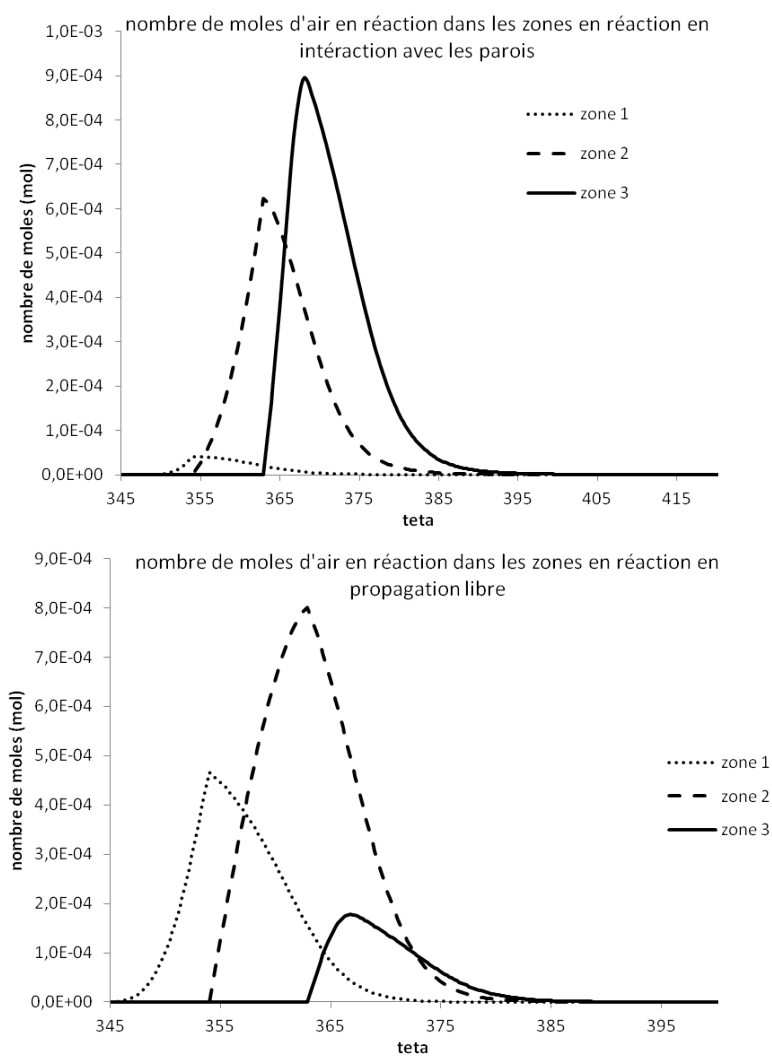 nombre de moles d'air en réaction dans les zones en réaction en
intéraction avec les parois
1,0E-03
9,0E-04
8,0E-04
7,0E-04
6,0E-04
5,0E-04
4,0E-04
3,0E-04
2,0E-04
1,0E-04
0,0E+00
nombre de moles (mol)
zone 1
zone 2
zone 3
345 355 365 375 385 395 405 415
teta
nombre de moles d'air en réaction dans les zones en réaction en
propagation libre
9,0E-04
8,0E-04
7,0E-04
6,0E-04
5,0E-04
4,0E-04
3,0E-04
2,0E-04
1,0E-04
0,0E+00
nombre de moles (mol)
zone 1
zone 2
zone 3
345 355 365 375 385 395
teta